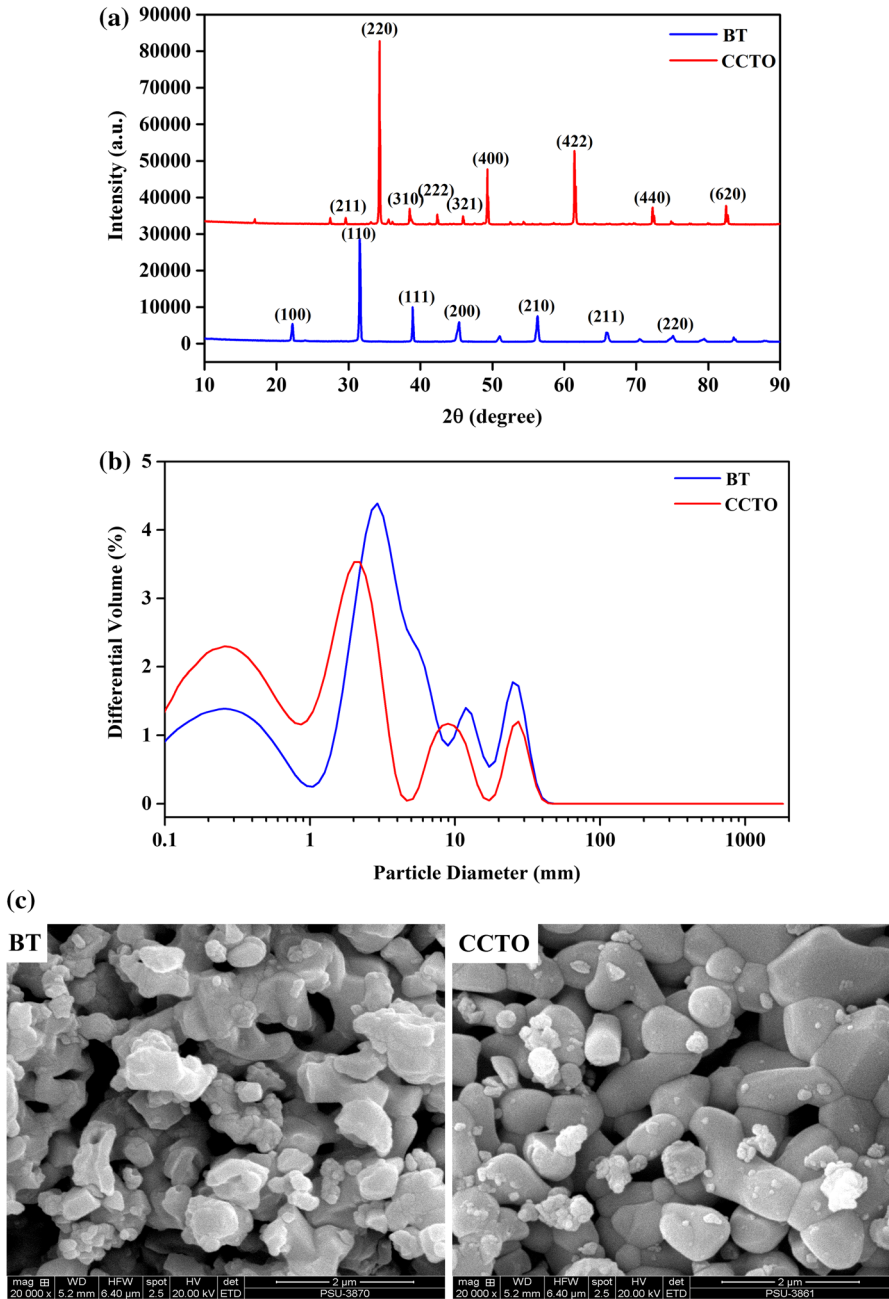 (a)
90000
80000
70000
60000
50000
40000
30000
20000
10000
0
Intensity (a.u.)
(220)
BT
CCTO
(211)
(310)
(222)
(321)
(400)
(422)
(440)
(620)
(100)
(110)
(111)
(200)
(210)
(211)
(220)
10 20 30 40 50 60 70 80 90
2θ (degree)
(b)
5
4
3
2
1
0
Differential Volume (%)
BT
CCTO
0.1 1 10 100 1000
Particle Diameter (mm)
(c)
BT
mag WD HFW spot HV det 2 µm
20 000 x 5.2 mm 6.40 µm 2.5 20.00 kV ETD PSU-3870
CCTO
mag WD HFW spot HV det 2 µm
20 000 x 5.2 mm 6.40 µm 2.5 20.00 kV ETD PSU-3861